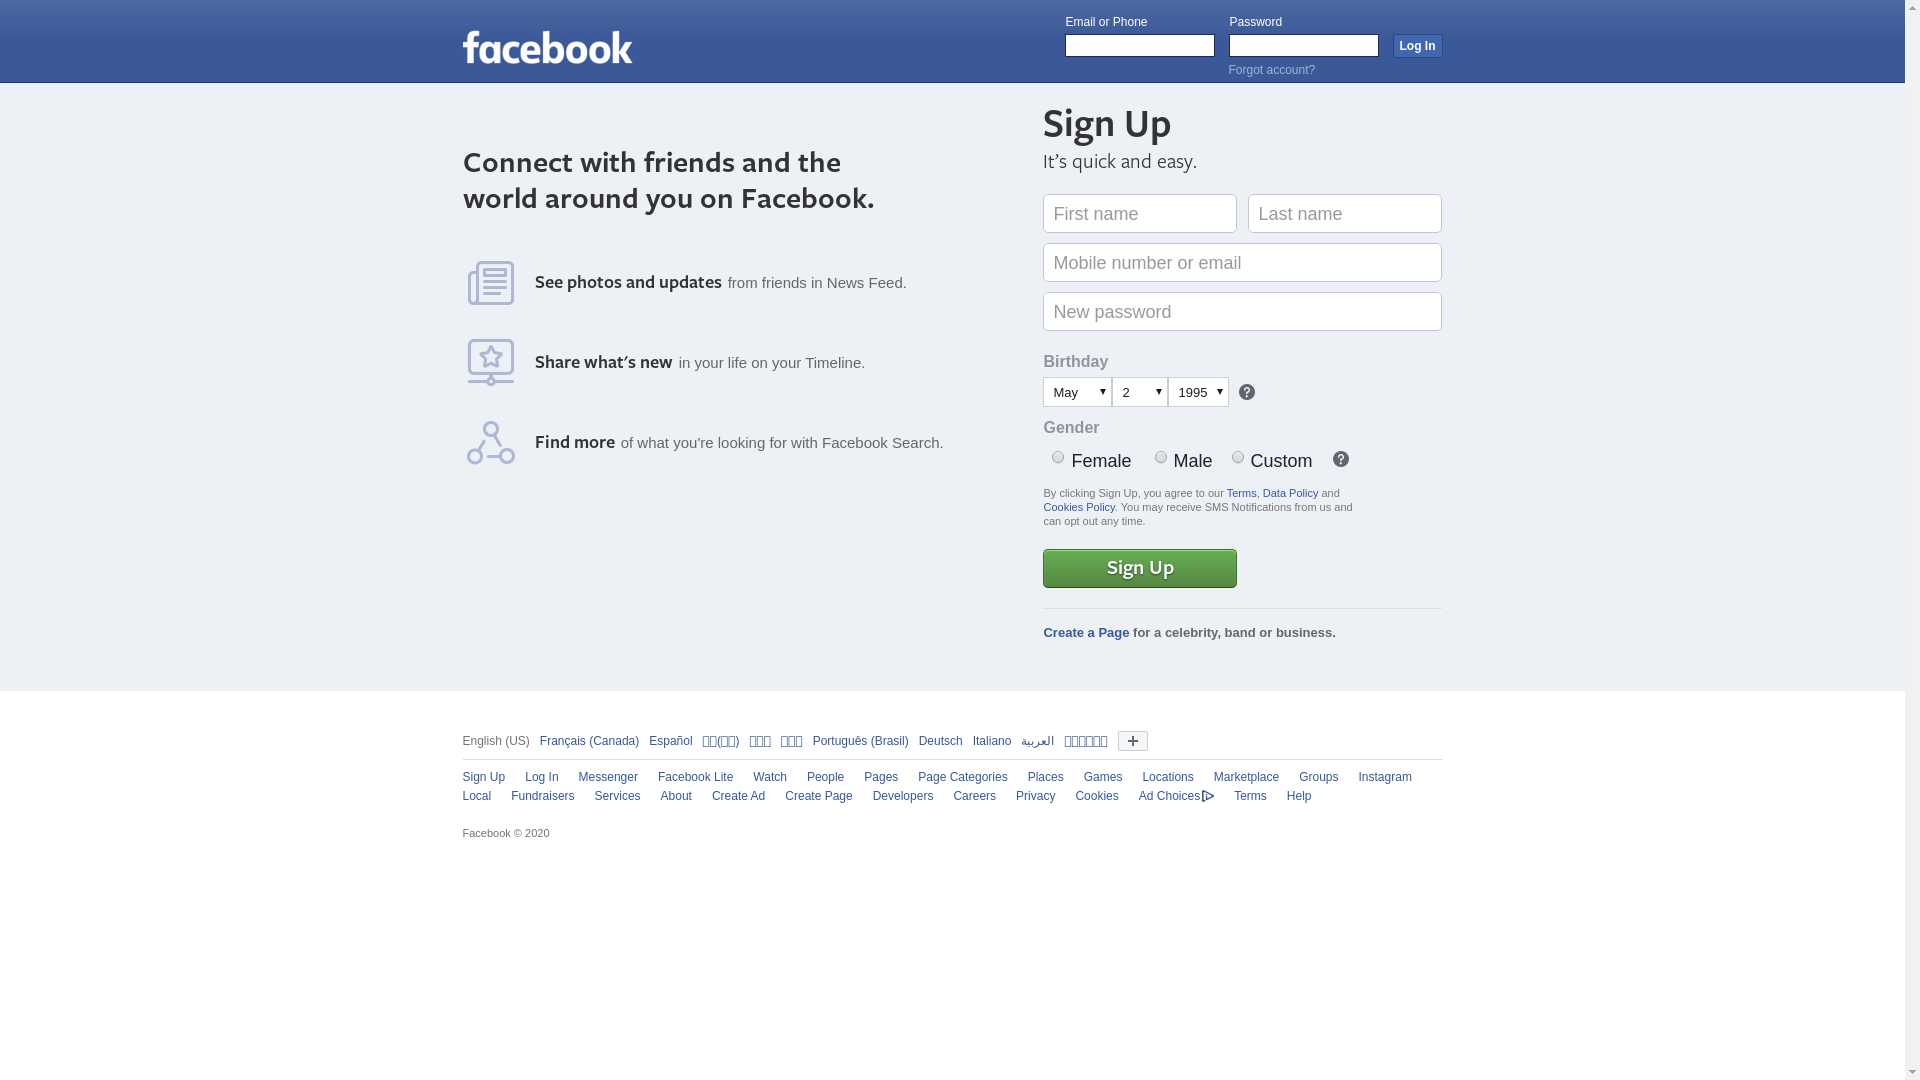 facebook
Email or Phone
Password
Log In
Forgot account?
Connect with friends and the
world around you on Facebook.
See photos and updates from friends in News Feed.
Share what's new in your life on your Timeline.
Find more of what you're looking for with Facebook Search.
Sign Up
It’s quick and easy.
First name
Last name
Mobile number or email
New password
Birthday
May 2 1995
Gender
Female Male Custom
By clicking Sign Up, you agree to our Terms, Data Policy and
Cookies Policy. You may receive SMS Notifications from us and
can opt out any time.
Sign Up
Create a Page for a celebrity, band or business.
English (US) Français (Canada) Español Português (Brasil) Deutsch Italiano العربية
Sign Up Log In Messenger Facebook Lite Watch People Pages Page Categories Places Games Locations Marketplace Groups Instagram
Local Fundraisers Services About Create Ad Create Page Developers Careers Privacy Cookies Ad Choices Terms Help
Facebook © 2020